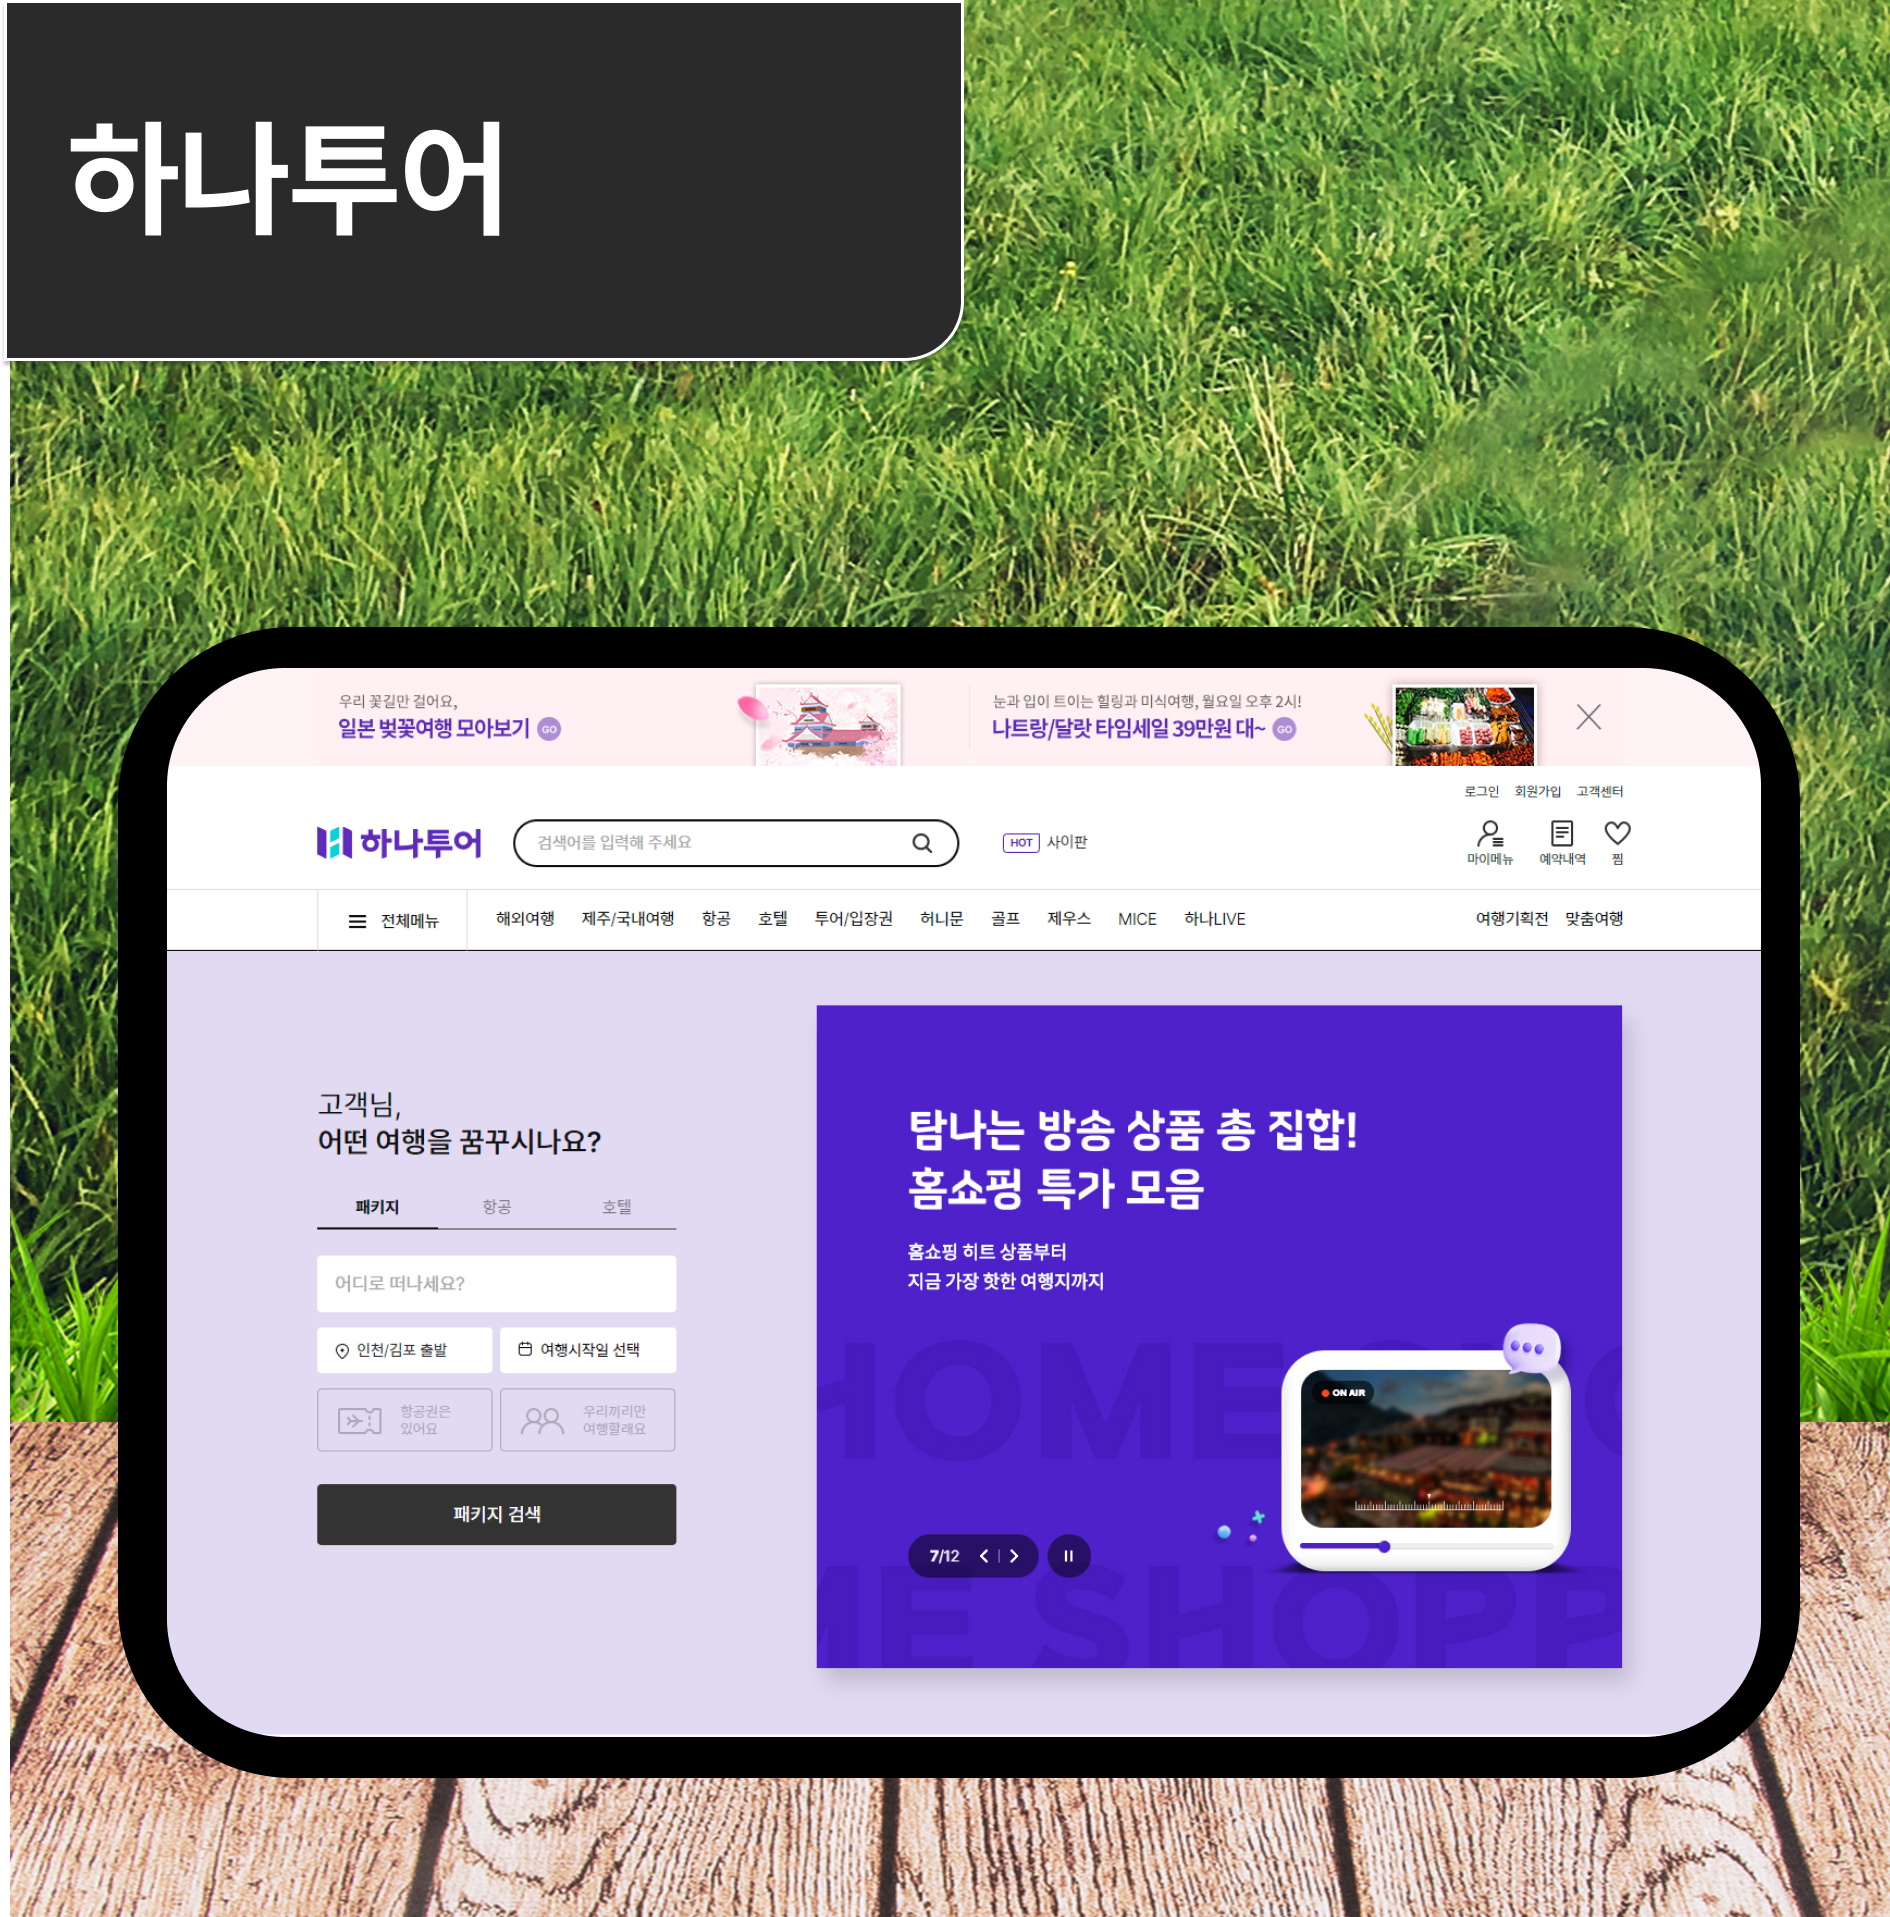 하나투어
우리 꽃길만 걸어요,
일본 벚꽃여행 모아보기 GO
눈과 입이 트이는 힐링과 미식여행, 월요일 오후 2시!
나트랑/달랏 타임세일 39만원 대~ GO
로그인 회원가입 고객센터
하나투어
검색어를 입력해 주세요
HOT 사이판
마이메뉴 예약내역 찜
전체메뉴 해외여행 제주/국내여행 항공 호텔 투어/입장권 허니문 골프 제우스 MICE 하나LIVE 여행기획전 맞춤여행
고객님,
어떤 여행을 꿈꾸시나요?
패키지 항공 호텔
어디로 떠나세요?
인천/김포 출발 여행시작일 선택
항공권은
있어요
우리끼리만
여행할래요
패키지 검색
탐나는 방송 상품 총 집합!
홈쇼핑 특가 모음
홈쇼핑 히트 상품부터
지금 가장 핫한 여행지까지
HOME SHO
ON AIR
7/12
ME SHOPP